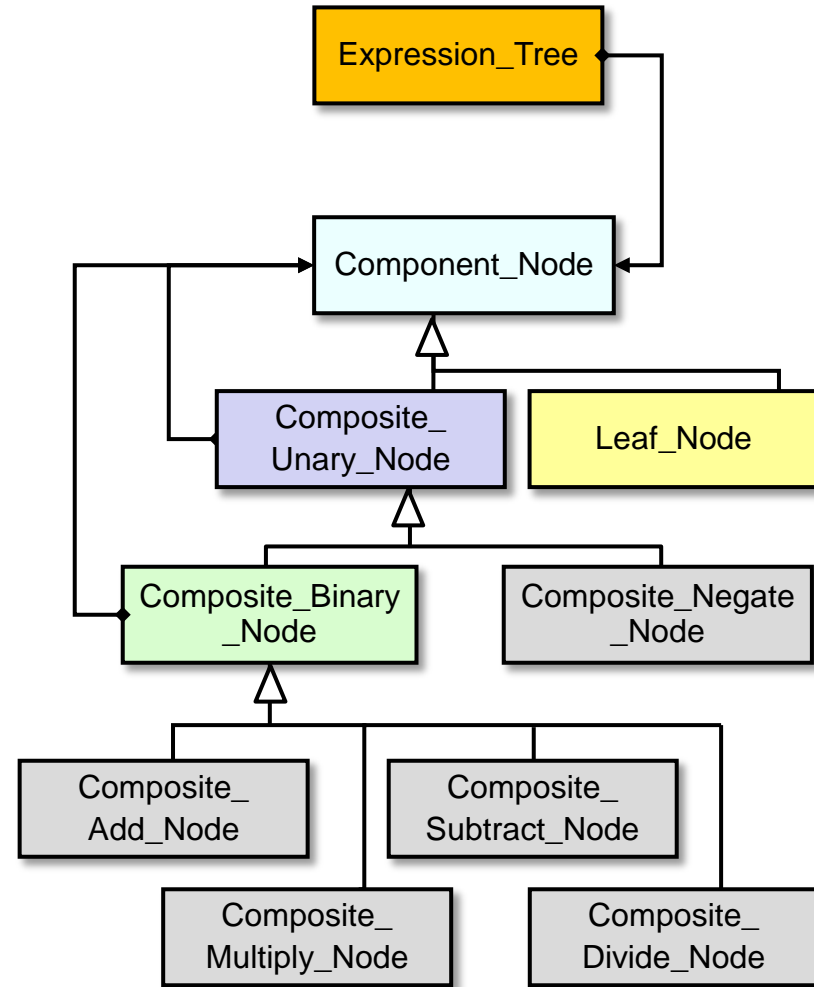 Expression_Tree
Component_Node
Composite_
Unary_Node
Leaf_Node
Composite_Binary
_Node
Composite_Negate
_Node
Composite_
Add_Node
Composite_
Subtract_Node
Composite_
Multiply_Node
Composite_
Divide_Node